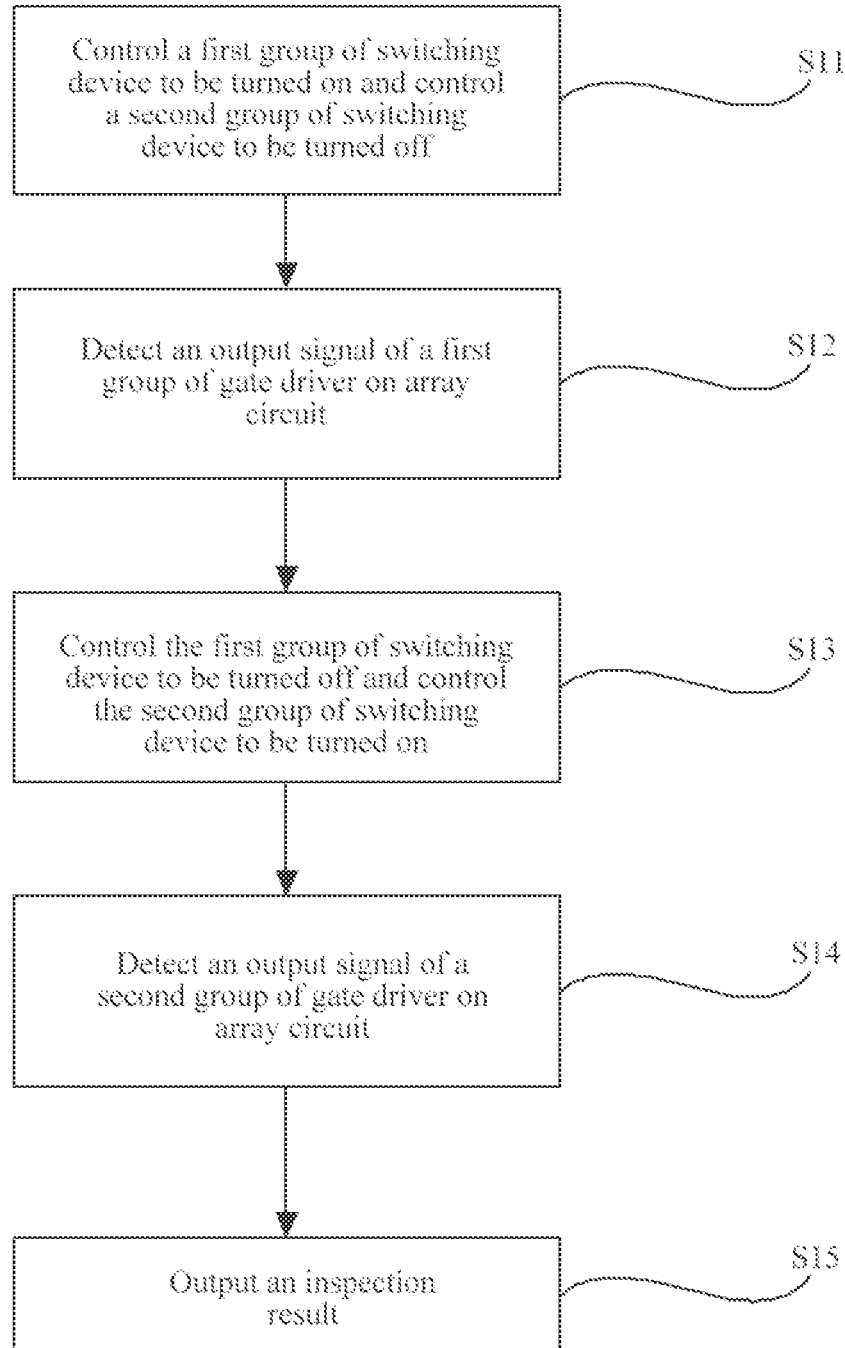 Control a first group of switching
device to be turned on and control
a second group of switching
device to be turned off
S11
Detect an output signal of a first
group of gate driver on array
circuit
S12
Control the first group of switching
device to be turned off and control
the second group of switching
device to be turned on
S13
Detect an output signal of a
second group of gate driver on
array circuit
S14
Output an inspection
result
S15